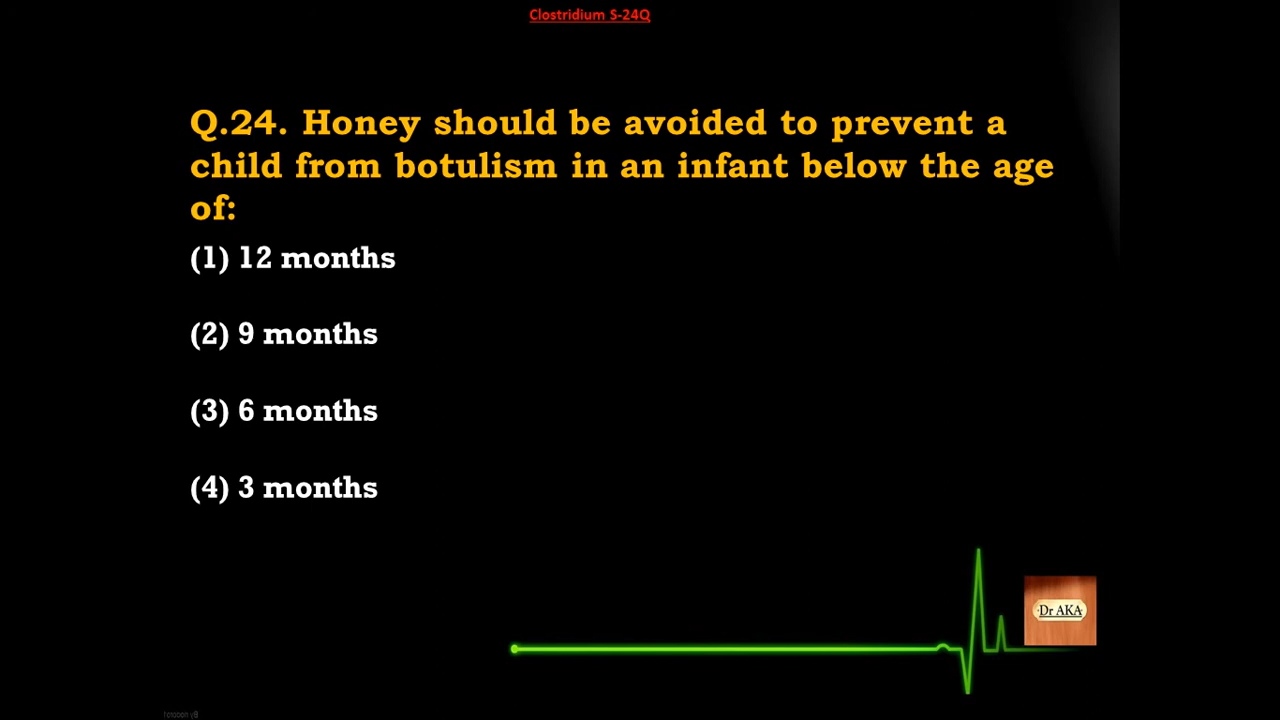 Clostridium S-24Q
Q.24. Honey should be avoided to prevent a
child from botulism in an infant below the age
of:
(1) 12 months
(2) 9 months
(3) 6 months
(4) 3 months
Dr AKA